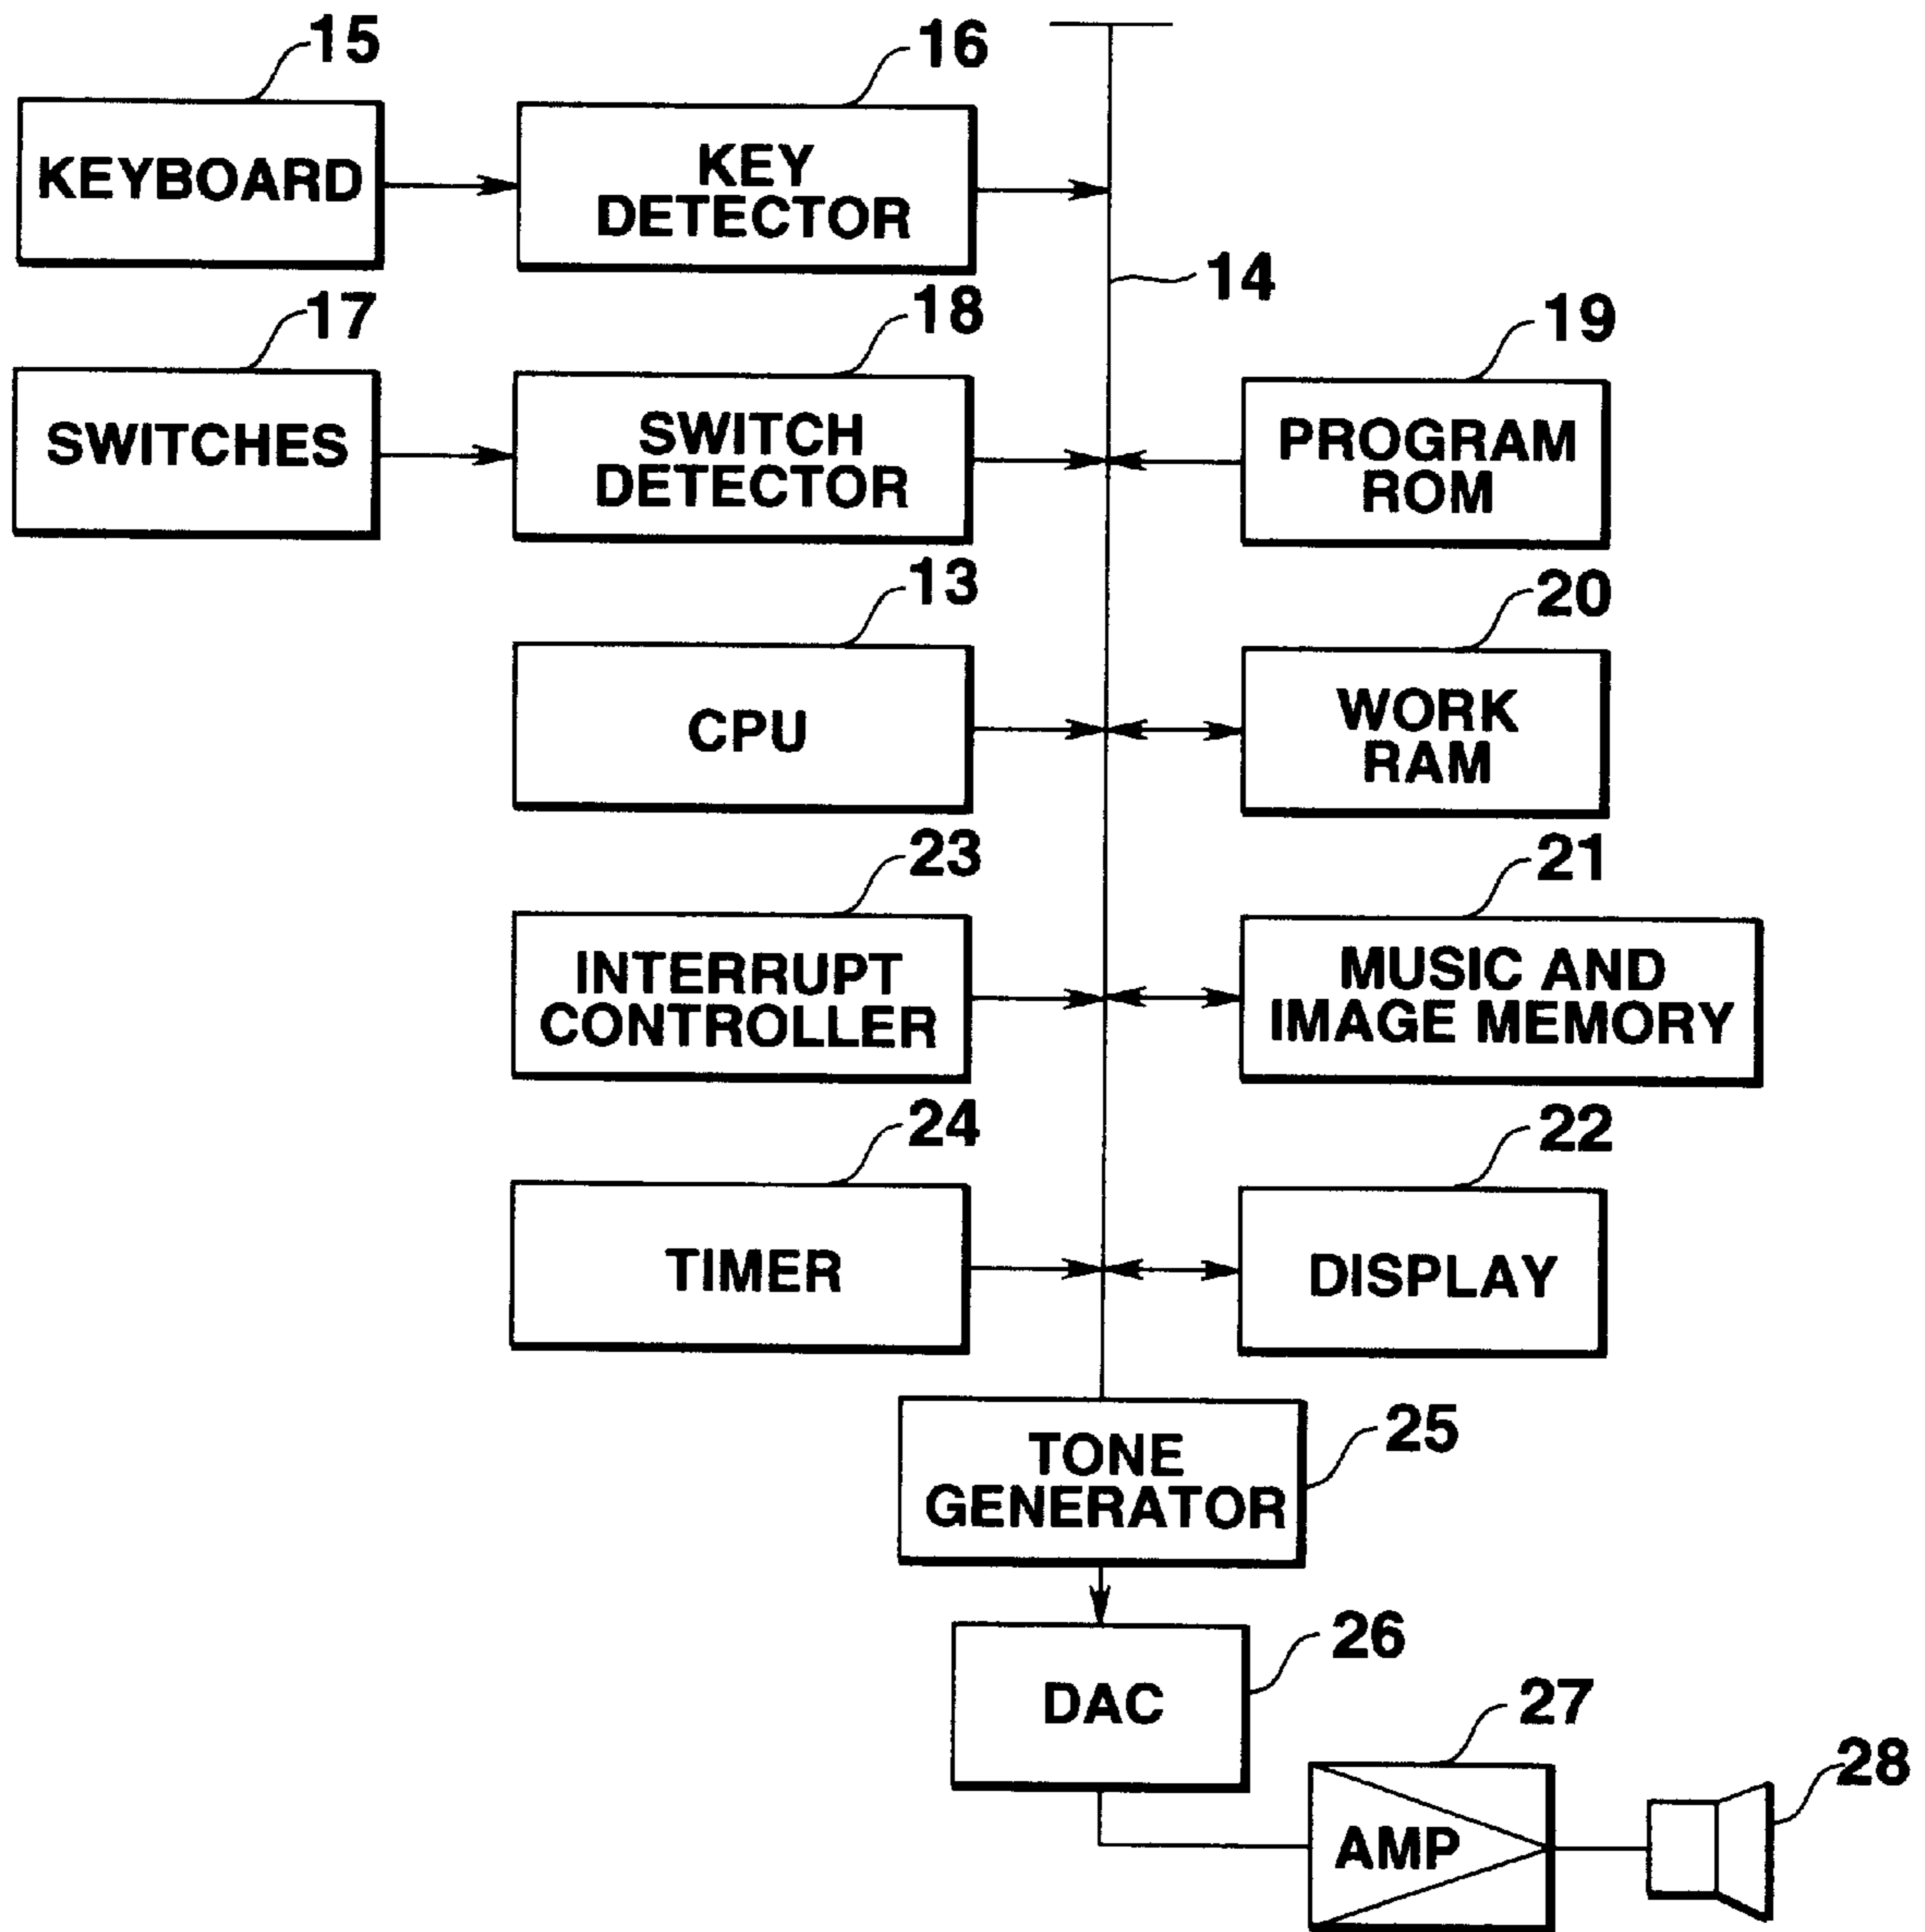 15
16
KEYBOARD
KEY
DETECTOR
14
17
18
19
SWITCHES
SWITCH
DETECTOR
PROGRAM
ROM
13
20
CPU
WORK
RAM
23
21
INTERRUPT
CONTROLLER
MUSIC AND
IMAGE MEMORY
24
22
TIMER
DISPLAY
25
TONE
GENERATOR
26
DAC
27
28
AMP